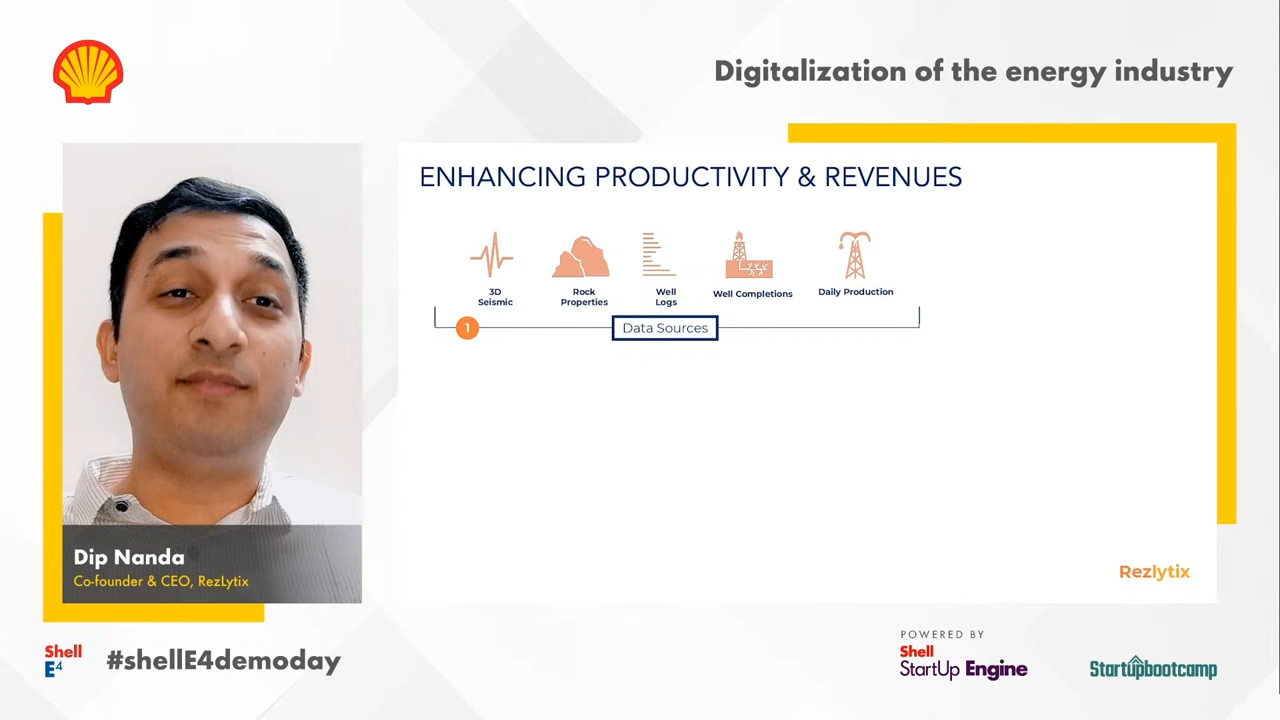 Digitalization of the energy industry
ENHANCING PRODUCTIVITY & REVENUES
3D
Seismic
Rock
Properties
Well
Logs
Well Completions
Daily Production
1
Data Sources
Dip Nanda
Co-founder & CEO, RezLytix
Rezlytix
Shell
E4
#shellE4demoday
POWERED BY
Shell
StartUp Engine
Startupbootcamp